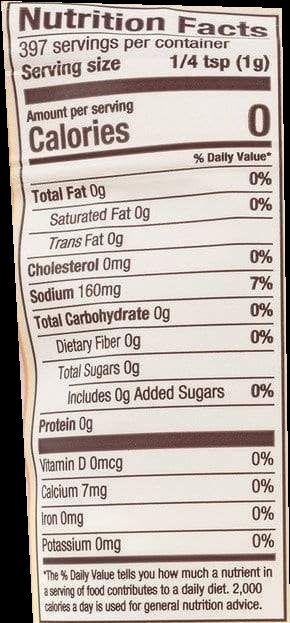 Nutrition Facts
397 servings per container
Serving size 1/4 tsp (1g)
Amount per serving
Calories 0
% Daily Value*
Total Fat 0g 0%
Saturated Fat 0g 0%
Trans Fat 0g
Cholesterol 0mg 0%
Sodium 160mg 7%
Total Carbohydrate 0g 0%
Dietary Fiber 0g 0%
Total Sugars 0g
Includes 0g Added Sugars 0%
Protein 0g
Vitamin D 0mcg 0%
Calcium 7mg 0%
Iron 0mg 0%
Potassium 0mg 0%
*The % Daily Value tells you how much a nutrient in
a serving of food contributes to a daily diet. 2,000
calories a day is used for general nutrition advice.